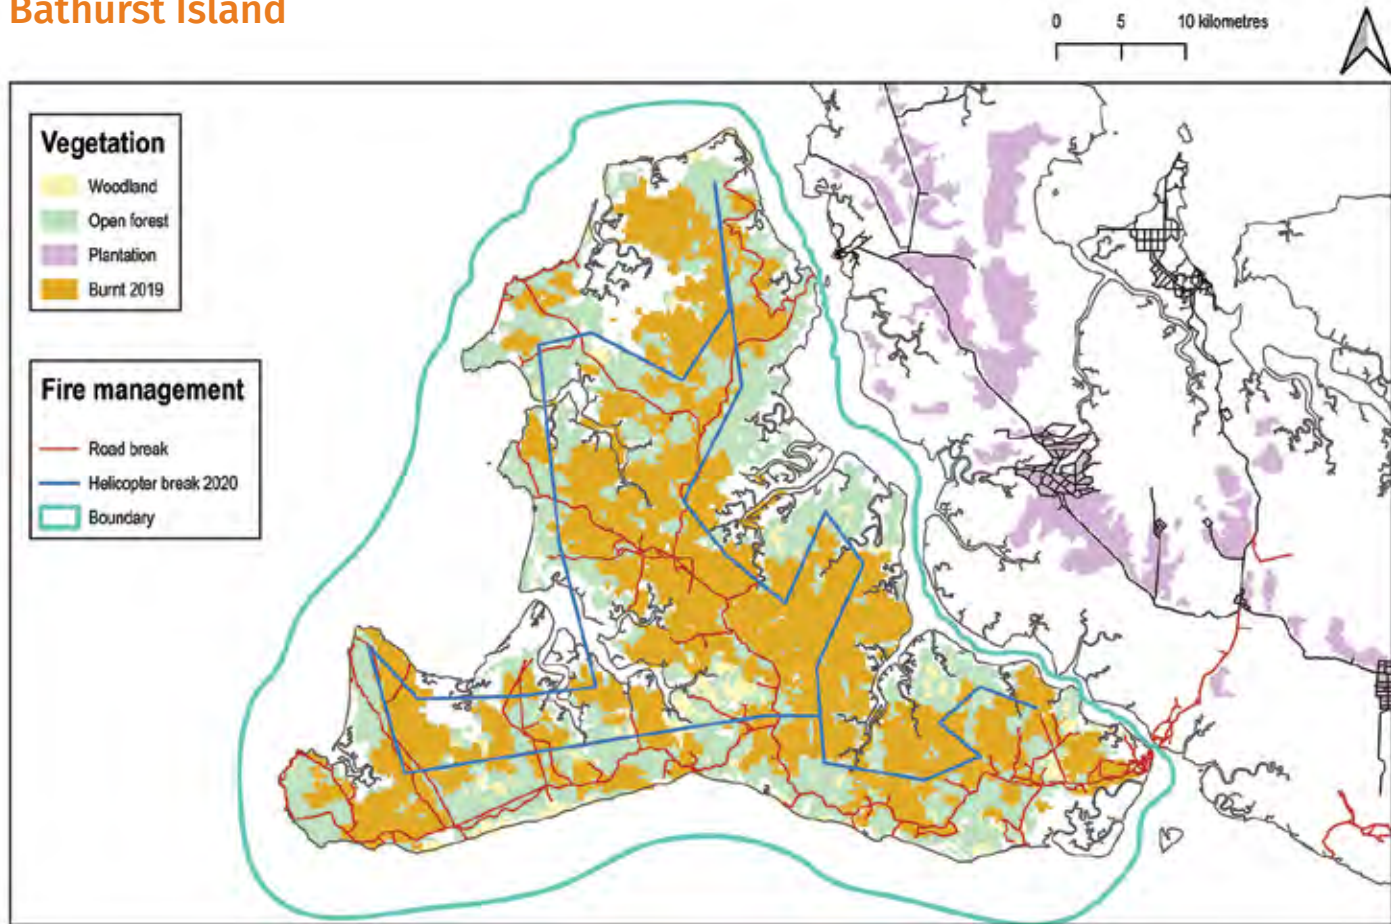 Bathurst Island
0 5 10 kilometres
Vegetation
Woodland
Open forest
Plantation
Burnt 2019
Fire management
Road break
Helicopter break 2020
Boundary